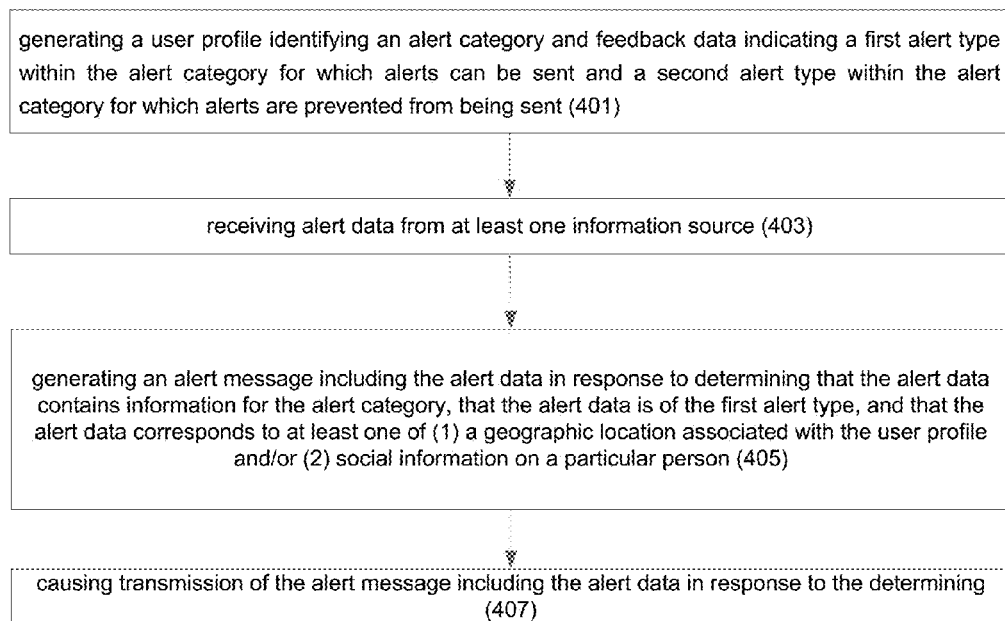 generating a user profile identifying an alert category and feedback data indicating a first alert type
within the alert category for which alerts can be sent and a second alert type within the alert
category for which alerts are prevented from being sent (401)
receiving alert data from at least one information source (403)
generating an alert message including the alert data in response to determining that the alert data
contains information for the alert category, that the alert data is of the first alert type, and that the
alert data corresponds to at least one of (1) a geographic location associated with the user profile
and/or (2) social information on a particular person (405)
causing transmission of the alert message including the alert data in response to the determining
(407)